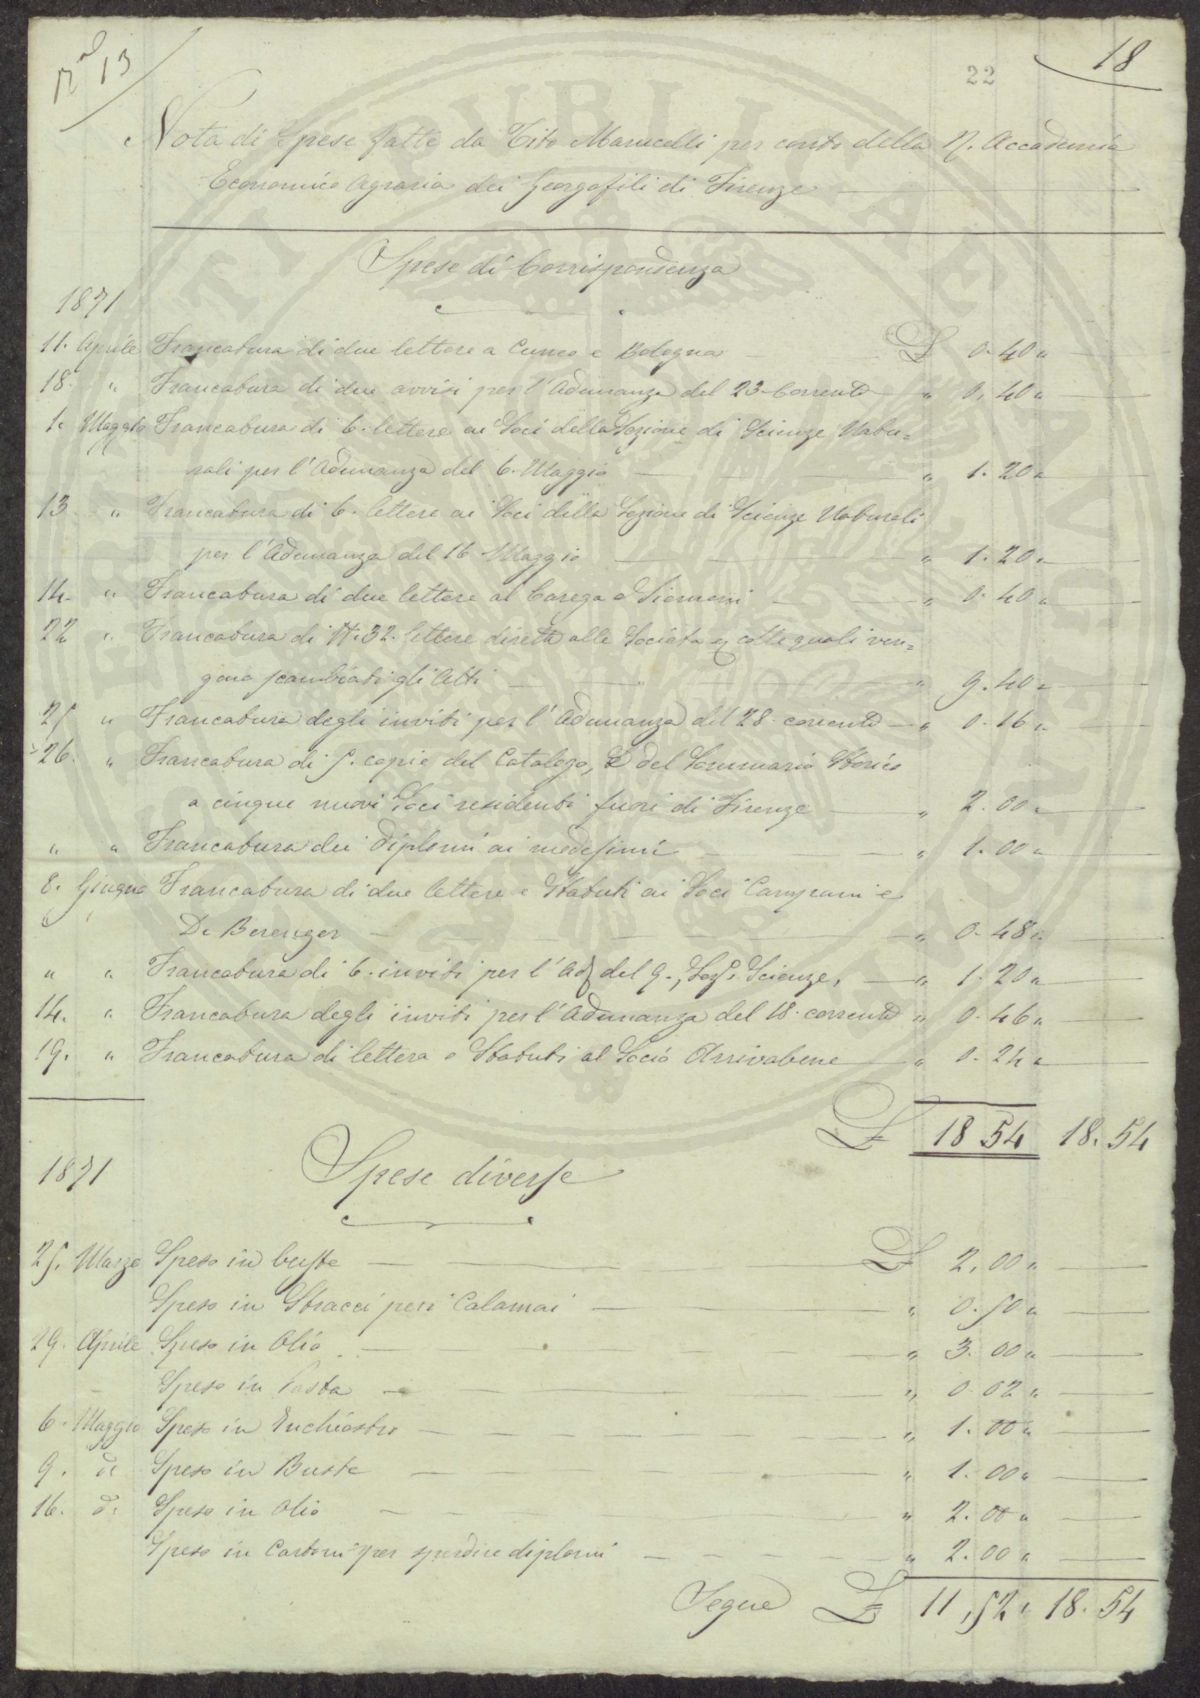 N.º 13
18
22
Nota di Spese fatte da Tito Marucelli per conto della R. Accademia
Economico Agraria dei Georgofili di Firenze
Spese di Corrispondenza
1871
11. Aprile Francatura di due lettere a Cuneo e Bologna £ 0.40 "
18. " Francatura di due avvisi per l'Adunanza del 23 Corrente " 0.40 "
1. Maggio Francatura di 6. lettere ai Soci della Sezione di Scienze Natu=
rali per l'Adunanza del 6. Maggio " 1.20 "
13 " Francatura di 6. lettere ai Soci della Sezione di Scienze Naturali
per l'Adunanza del 16 Maggio " 1.20 "
14. " Francatura di due lettere al Carega e Siemoni " 0.40 "
22 " Francatura di N. 32. lettere dirette alle Società colle quali ven=
gono scambiati gli Atti " 9.40 "
25 " Francatura degli inviti per l'Adunanza del 28. corrente " 0.16 "
26. " Francatura di 5. copie del Catalogo, e del Sommario Storico
a cinque nuovi Soci residenti fuori di Firenze " 2.00 "
" " Francatura dei diplomi ai medesimi " 1.00 "
8. Giugno Francatura di due lettere e Statuti ai Soci Campani e
De Berenger " 0.48 "
" " Francatura di 6. inviti per l'Ad del 9., Sez. Scienze, " 1.20 "
14. " Francatura degli inviti per l'Adunanza del 18. corrente " 0.46 "
19. " Francatura di lettera e Statuti al Socio Arrivabene " 0.24 "
£ 18 54 18.54
1871
Spese diverse
25. Marzo Spesa in buste £ 2.00 "
Spesa in Stracci per i Calamai " 0.50 "
29. Aprile Spesa in Olio " 3.00 "
Spesa in Pasta " 0 02 "
6. Maggio Spesa in Inchiostro " 1.00 "
9. d. Spesa in Buste " 1.00 "
16. d. Spesa in Olio " 2.00 "
Spesa in Cartoni per spedire diplomi " 2.00 "
Segue £ 11,52 " 18.54